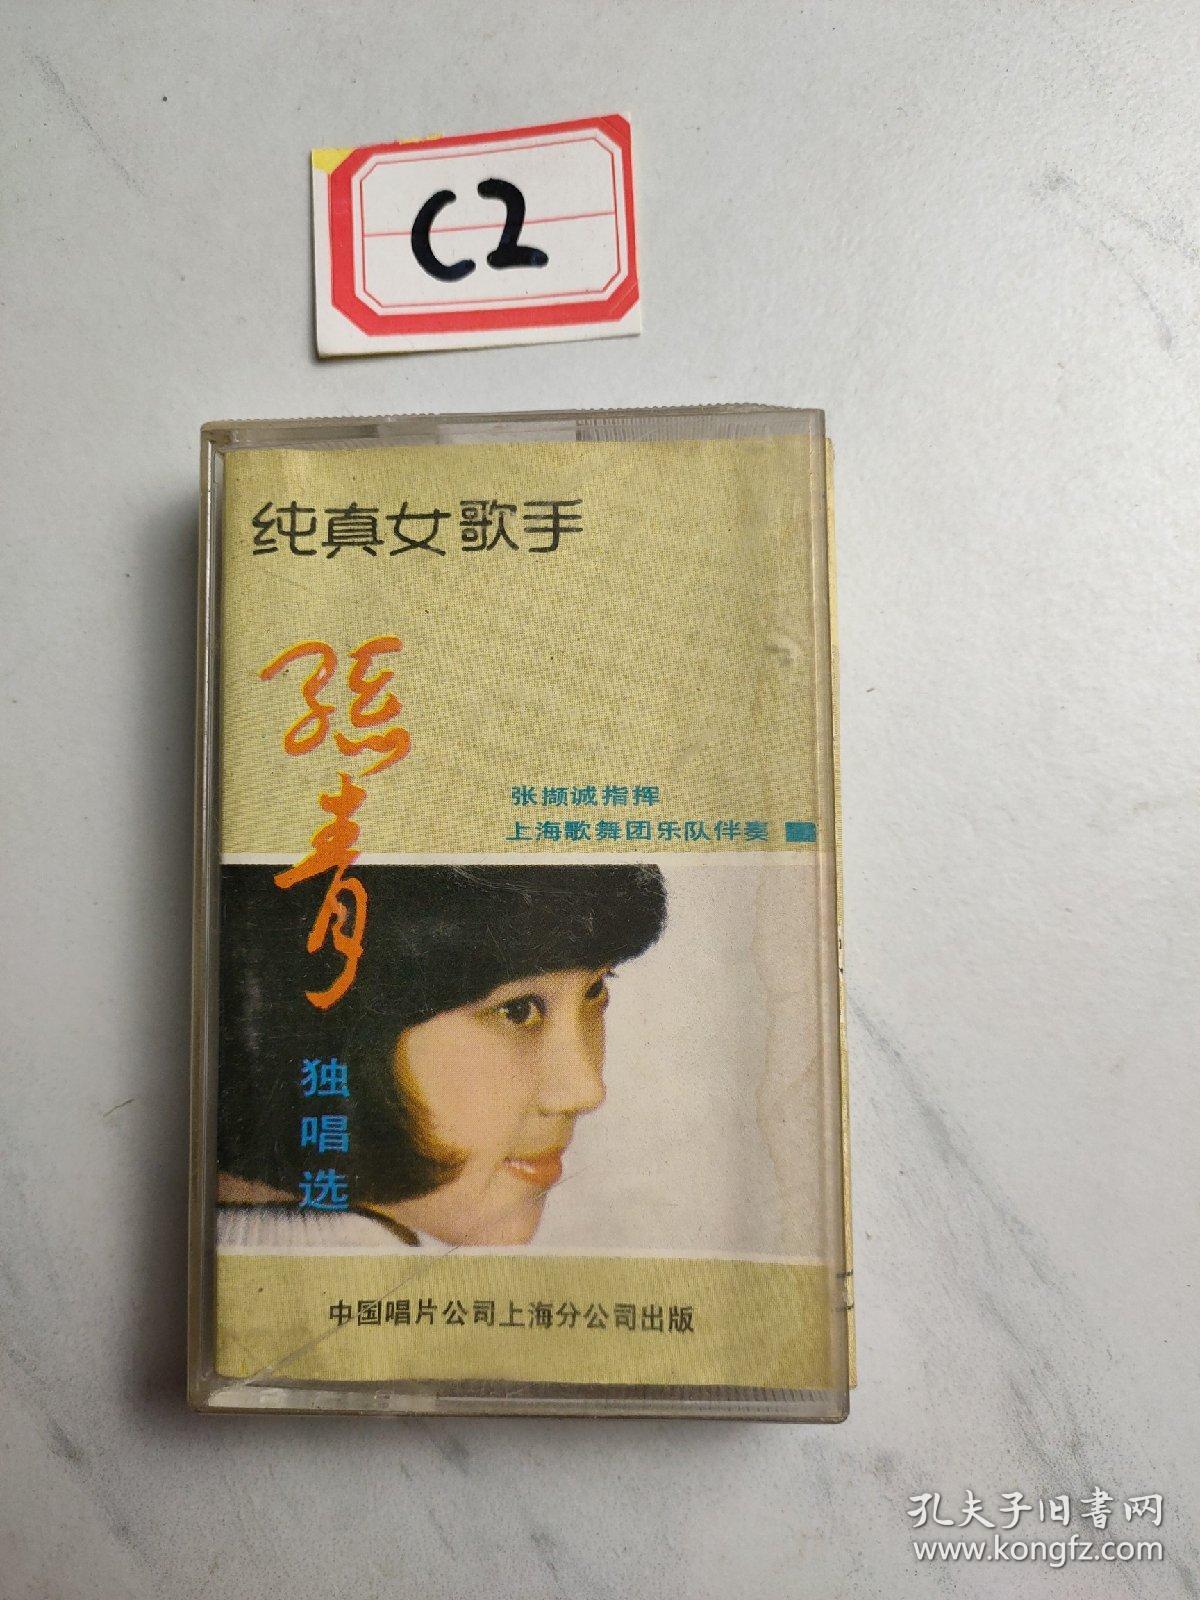 C2
纯真女歌手
孫青
张撷诚指挥
上海歌舞团乐队伴奏
独唱选
中国唱片公司上海分公司出版
孔夫子旧书网
www.kongfz.com